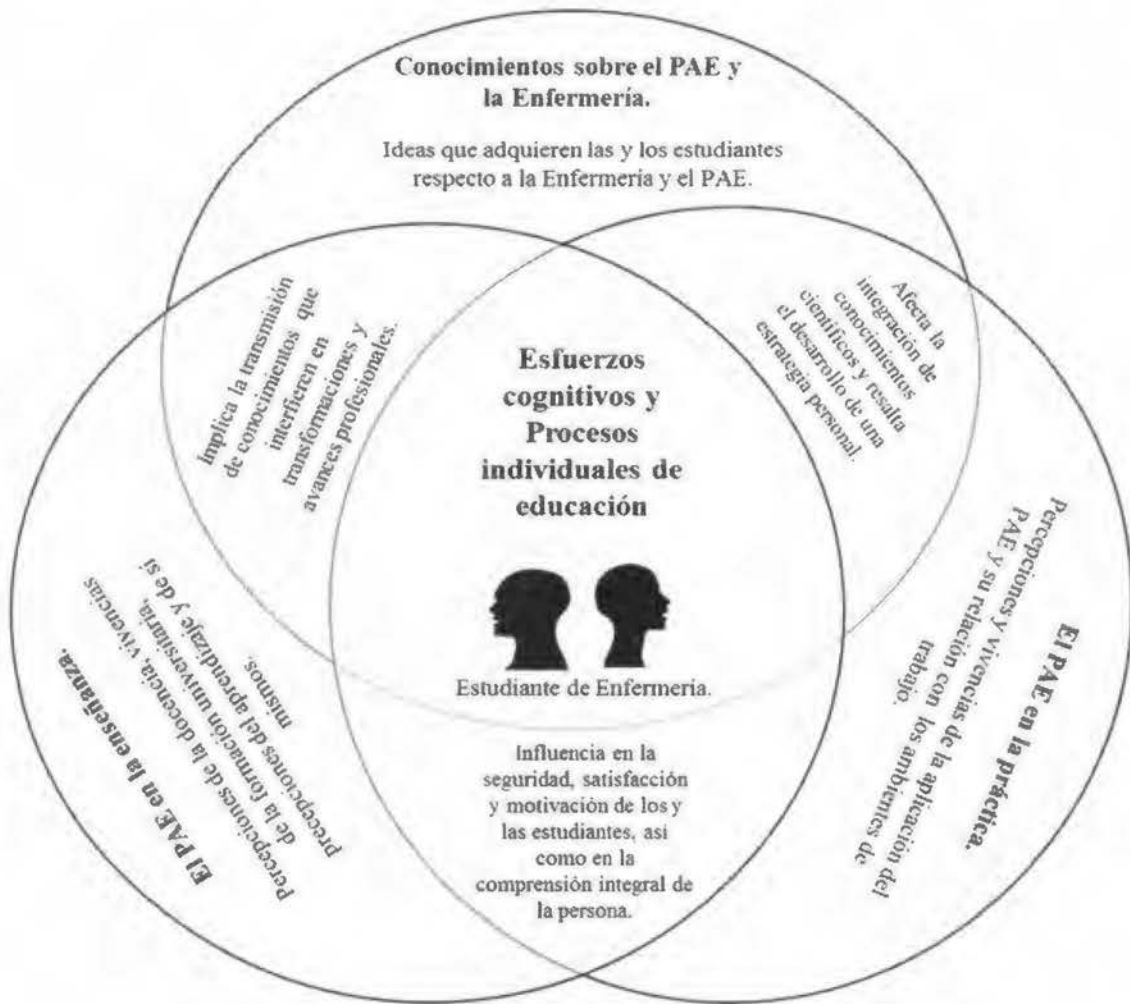 Conocimientos sobre el PAE y
la Enfermería.
Ideas que adquieren las y los estudiantes
respecto a la Enfermería y el PAE.
Implica la transmisión
de conocimientos que
interfieren en
transformaciones y
avances profesionales.
Afecta la
integración de
conocimientos
científicos y resalta
el desarrollo de una
estrategia personal.
Esfuerzos
cognitivos y
Procesos
individuales de
educación
Estudiante de Enfermería.
El PAE en la enseñanza.
Percepciones de la docencia, vivencias
de la formación universitaria,
precepciones del aprendizaje y de sí
mismos.
El PAE en la práctica.
Percepciones y vivencias de la aplicación del
PAE y su relación con los ambientes de
trabajo.
Influencia en la
seguridad, satisfacción
y motivación de los y
las estudiantes, así
como en la
comprensión integral de
la persona.